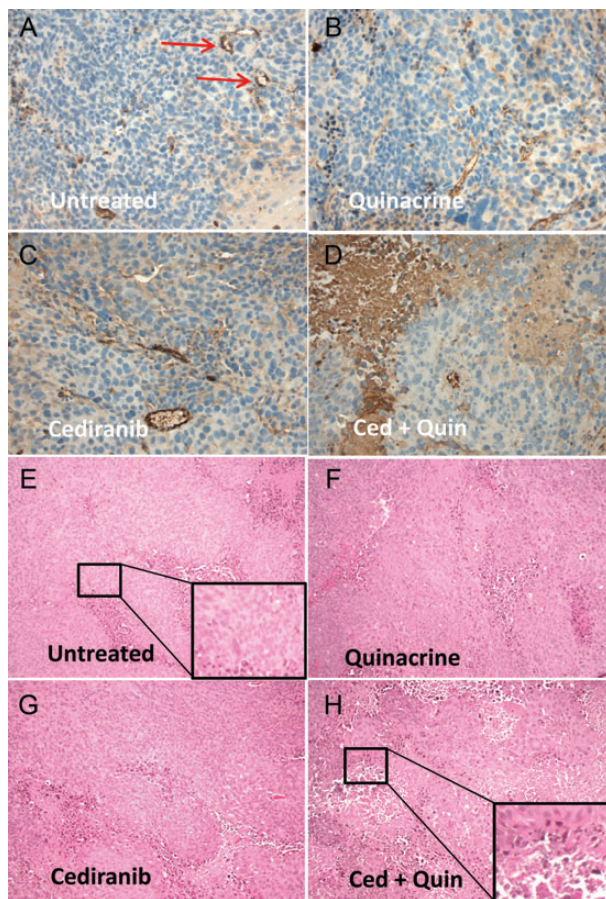 A
B
Untreated
Quinacrine
C
D
Cediranib
Ced + Quin
E
F
Untreated
Quinacrine
G
H
Cediranib
Ced + Quin